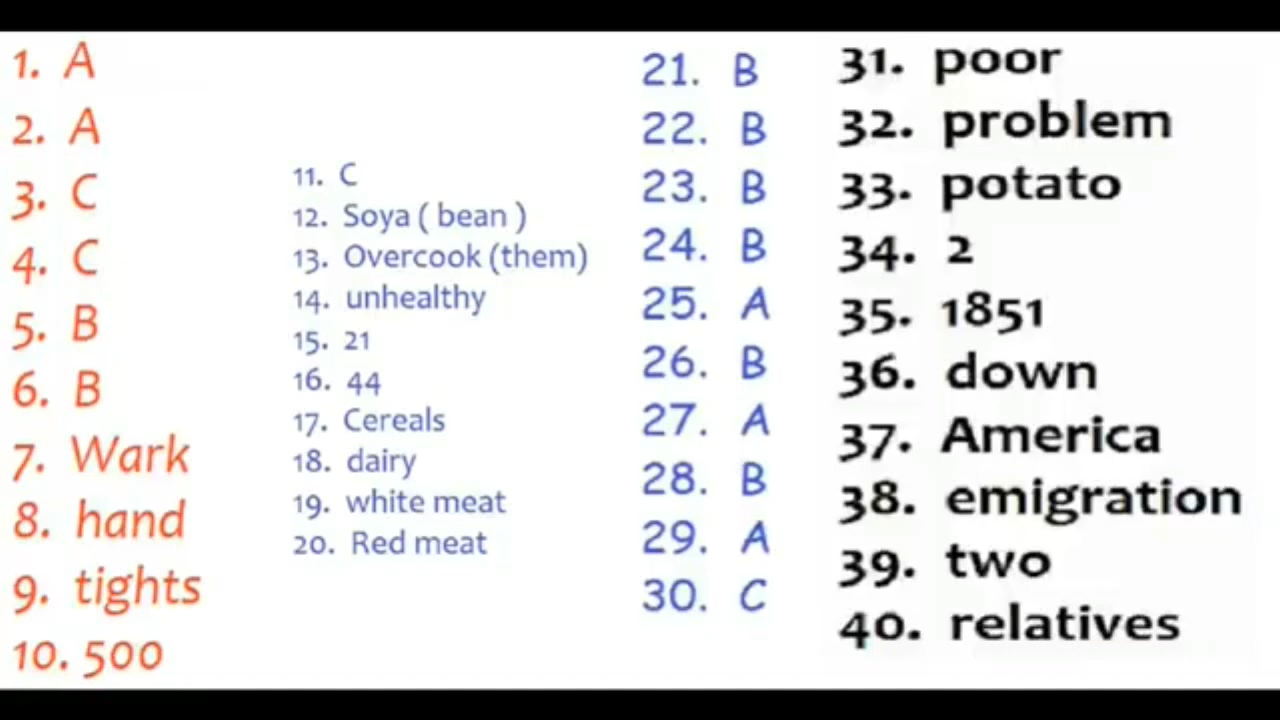 1. A
2. A
3. C
4. C
5. B
6. B
7. Wark
8. hand
9. tights
10. 500
11. C
12. Soya ( bean )
13. Overcook (them)
14. unhealthy
15. 21
16. 44
17. Cereals
18. dairy
19. white meat
20. Red meat
21. B
22. B
23. B
24. B
25. A
26. B
27. A
28. B
29. A
30. C
31. poor
32. problem
33. potato
34. 2
35. 1851
36. down
37. America
38. emigration
39. two
40. relatives